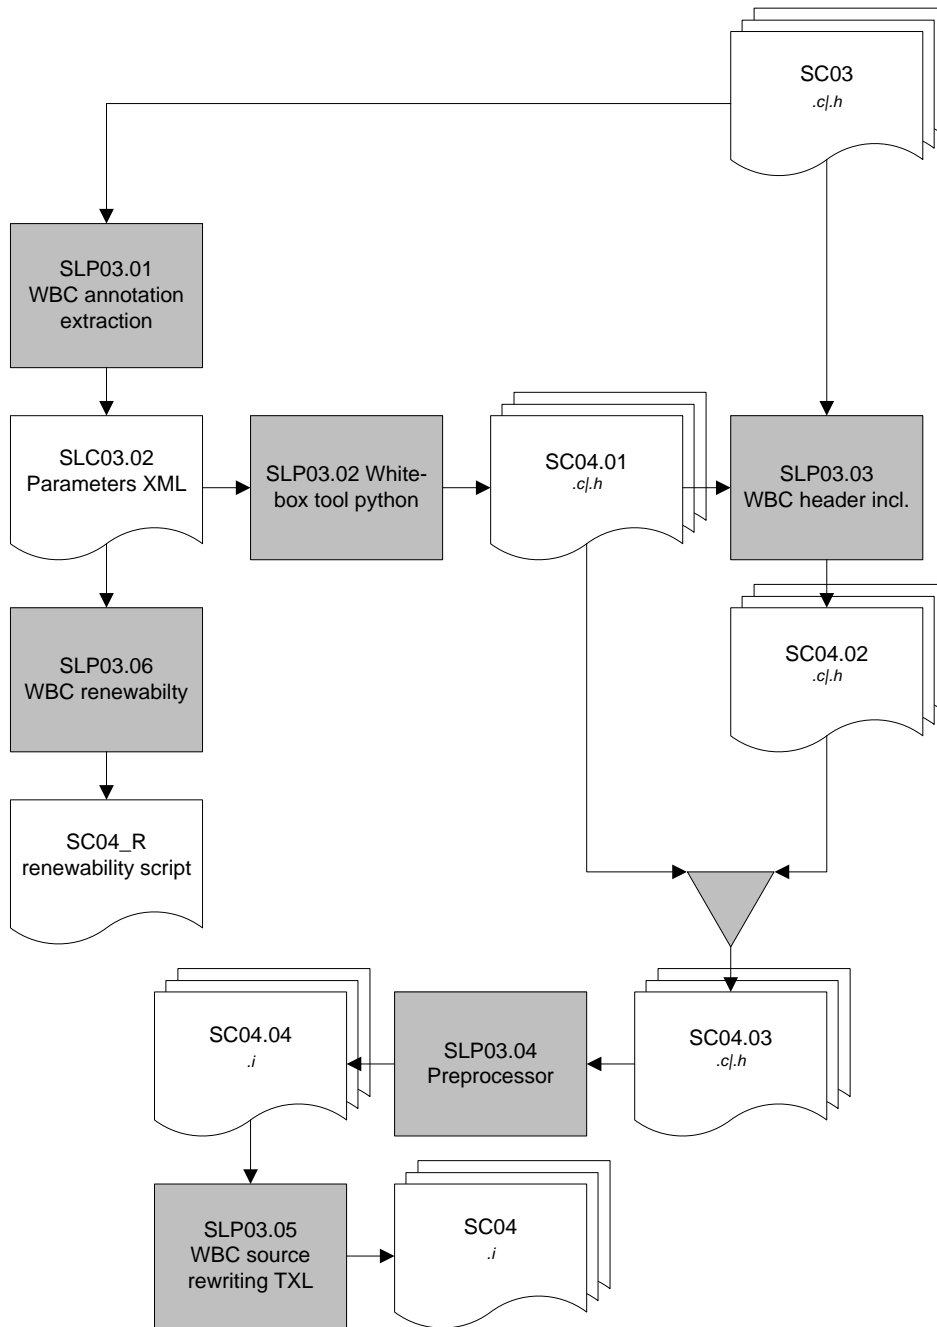 SC03
.c|.h
SLP03.01
WBC annotation
extraction
SLC03.02
Parameters XML
SLP03.02 White-
box tool python
SC04.01
.c|.h
SLP03.03
WBC header incl.
SLP03.06
WBC renewabilty
SC04.02
.c|.h
SC04_R
renewability script
SC04.04
.i
SLP03.04
Preprocessor
SC04.03
.c|.h
SLP03.05
WBC source
rewriting TXL
SC04
.i